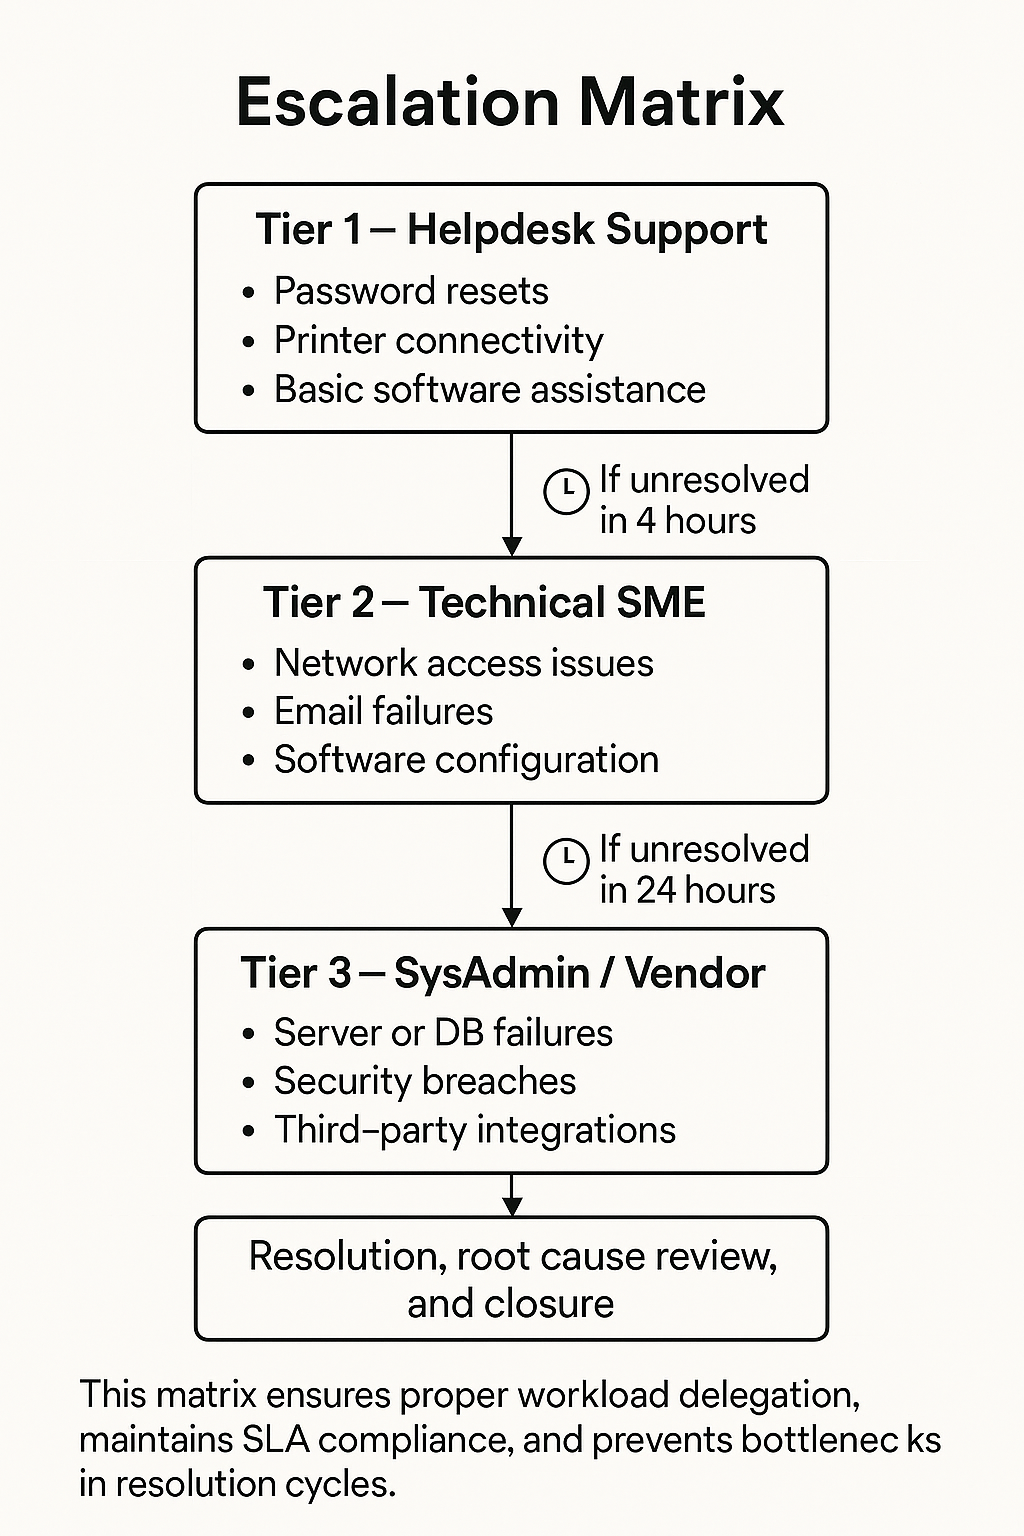 Escalation Matrix
Tier 1 – Helpdesk Support
• Password resets
• Printer connectivity
• Basic software assistance
If unresolved
in 4 hours
Tier 2 – Technical SME
• Network access issues
• Email failures
• Software configuration
If unresolved
in 24 hours
Tier 3 – SysAdmin / Vendor
• Server or DB failures
• Security breaches
• Third–party integrations
Resolution, root cause review,
and closure
This matrix ensures proper workload delegation,
maintains SLA compliance, and prevents bottlenec ks
in resolution cycles.